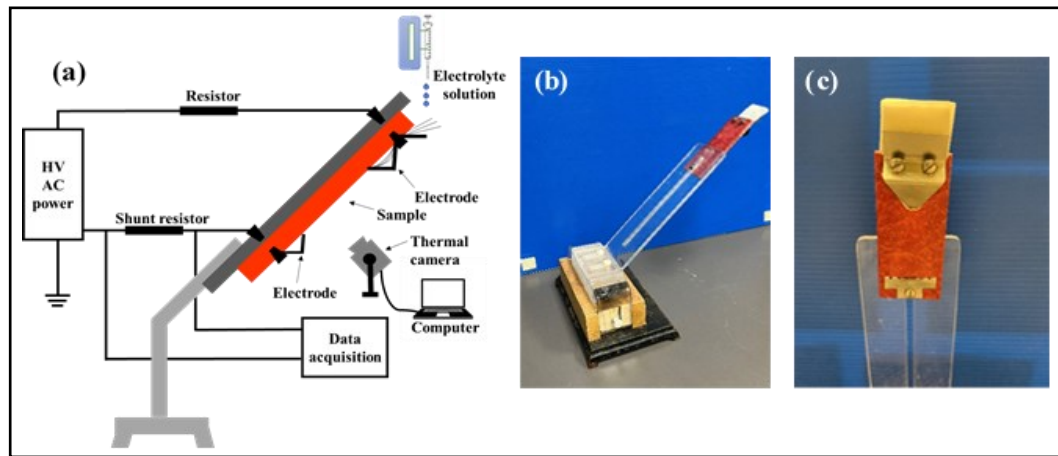 (a)
Electrolyte
solution
Resistor
HV
AC
power
Shunt resistor
Electrode
Sample
Thermal
camera
Electrode
Computer
Data
acquisition
(b)
(c)